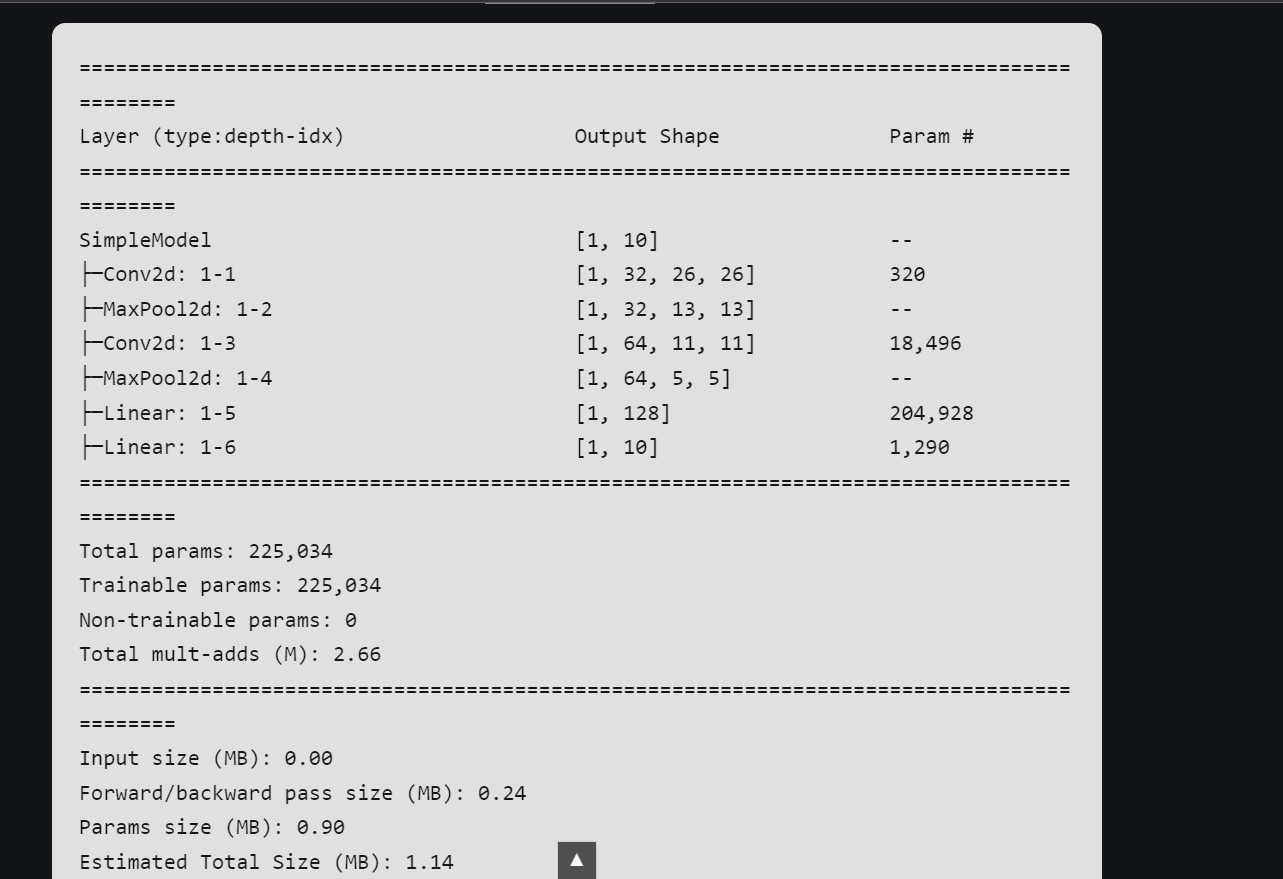 ==================================================================================
========
Layer (type:depth-idx)                   Output Shape              Param #
==================================================================================
========
SimpleModel                              [1, 10]                   --
├─Conv2d: 1-1                            [1, 32, 26, 26]           320
├─MaxPool2d: 1-2                         [1, 32, 13, 13]           --
├─Conv2d: 1-3                            [1, 64, 11, 11]           18,496
├─MaxPool2d: 1-4                         [1, 64, 5, 5]             --
├─Linear: 1-5                            [1, 128]                  204,928
├─Linear: 1-6                            [1, 10]                   1,290
==================================================================================
========
Total params: 225,034
Trainable params: 225,034
Non-trainable params: 0
Total mult-adds (M): 2.66
==================================================================================
========
Input size (MB): 0.00
Forward/backward pass size (MB): 0.24
Params size (MB): 0.90
Estimated Total Size (MB): 1.14